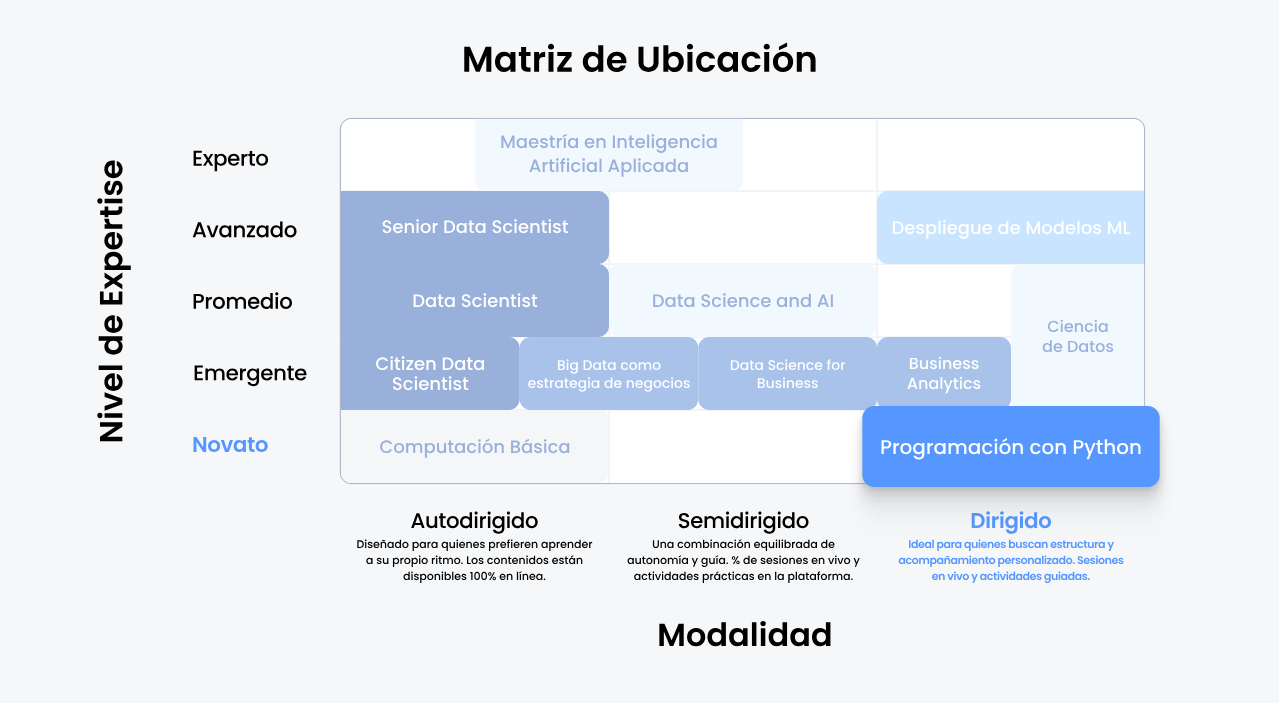 Matriz de Ubicación
Nivel de Expertise
Experto
Maestría en Inteligencia
Artificial Aplicada
Avanzado
Senior Data Scientist
Despliegue de Modelos ML
Promedio
Data Scientist
Data Science and AI
Ciencia
de Datos
Emergente
Citizen Data
Scientist
Big Data como
estrategia de negocios
Data Science for
Business
Business
Analytics
Novato
Computación Básica
Programación con Python
Autodirigido
Diseñado para quienes prefieren aprender
a su propio ritmo. Los contenidos están
disponibles 100% en línea.
Semidirigido
Una combinación equilibrada de
autonomía y guía. % de sesiones en vivo y
actividades prácticas en la plataforma.
Dirigido
Ideal para quienes buscan estructura y
acompañamiento personalizado. Sesiones
en vivo y actividades guiadas.
Modalidad